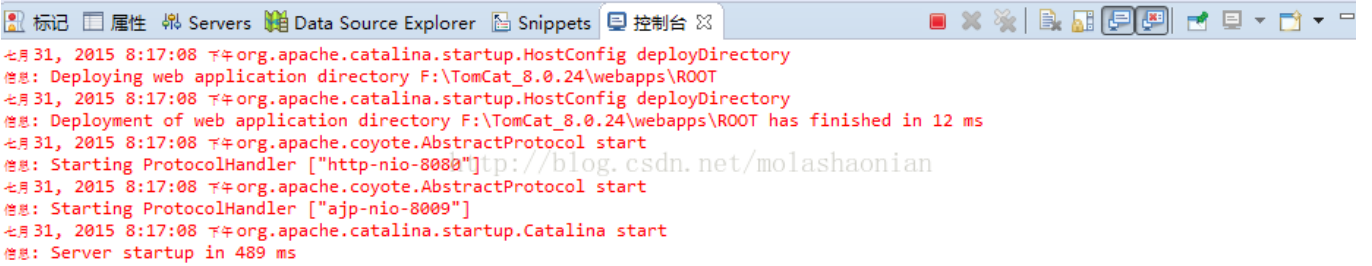 标记 属性 Servers Data Source Explorer Snippets 控制台
七月 31, 2015 8:17:08 下午 org.apache.catalina.startup.HostConfig deployDirectory
信息: Deploying web application directory F:\TomCat_8.0.24\webapps\ROOT
七月 31, 2015 8:17:08 下午 org.apache.catalina.startup.HostConfig deployDirectory
信息: Deployment of web application directory F:\TomCat_8.0.24\webapps\ROOT has finished in 12 ms
七月 31, 2015 8:17:08 下午 org.apache.coyote.AbstractProtocol start
信息: Starting ProtocolHandler ["http-nio-8080"]
http://blog.csdn.net/molashaonian
七月 31, 2015 8:17:08 下午 org.apache.coyote.AbstractProtocol start
信息: Starting ProtocolHandler ["ajp-nio-8009"]
七月 31, 2015 8:17:08 下午 org.apache.catalina.startup.Catalina start
信息: Server startup in 489 ms